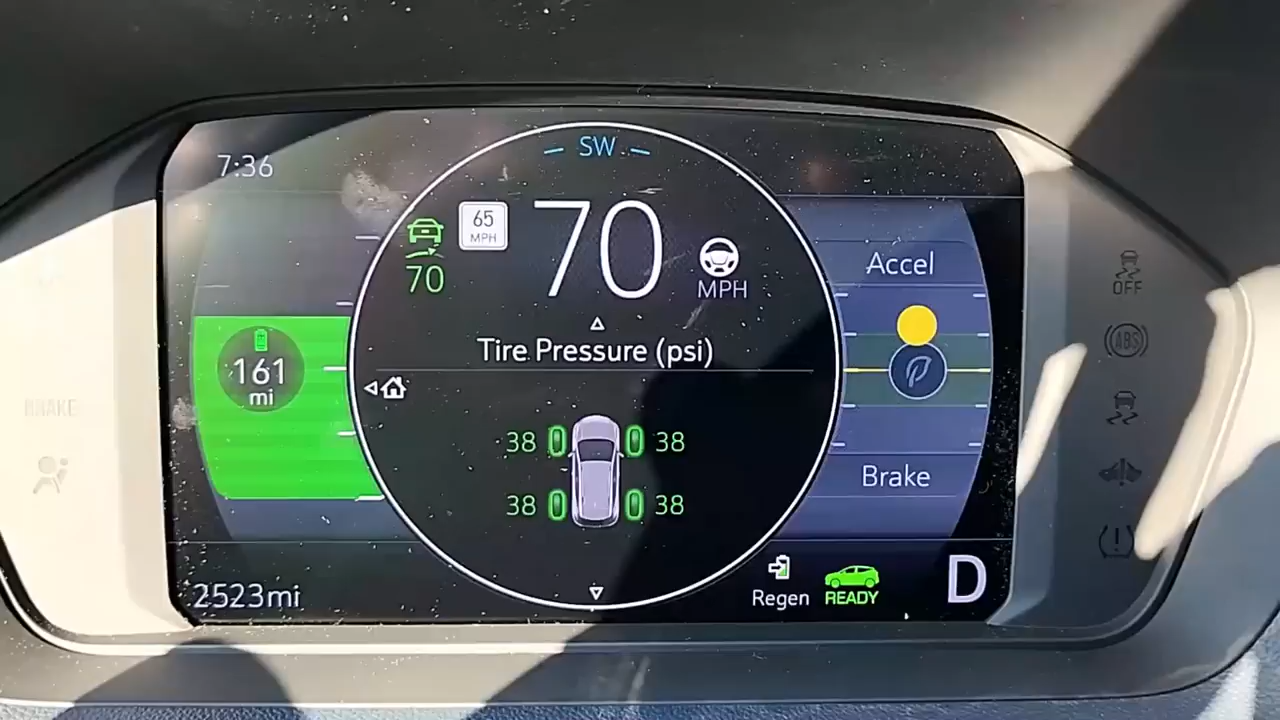 SW
7:36
65
MPH
70
70
MPH
Accel
OFF
Tire Pressure (psi)
ABS
161
mi
BRAKE
38
38
Brake
38
38
Regen
READY
D
2523mi